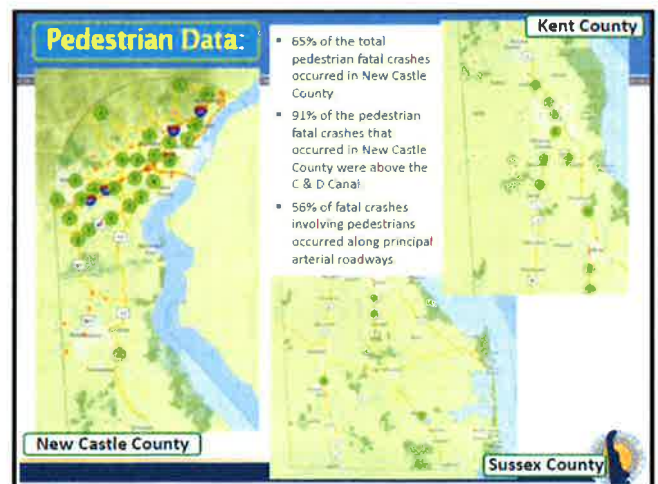 Pedestrian Data:
Kent County
65% of the total
pedestrian fatal crashes
occurred in New Castle
County
91% of the pedestrian
fatal crashes that
occurred in New Castle
County were above the
C & D Canal
56% of fatal crashes
involving pedestrians
occurred along principal
arterial roadways
New Castle County
Sussex County